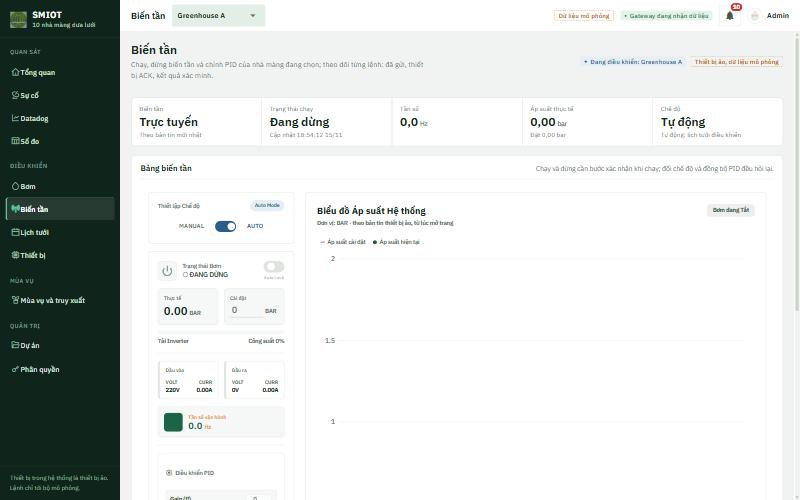 SMIOT
10 nhà màng dưa lưới
QUAN SÁT
Tổng quan
Sự cố
Datadog
Sơ đồ
ĐIỀU KHIỂN
Bơm
Biến tần
Lịch tưới
Thiết bị
MÙA VỤ
Mùa vụ và truy xuất
QUẢN TRỊ
Dự án
Phân quyền
Thiết bị trong hệ thống là thiết bị ảo.
Lệnh chỉ tới bộ mô phỏng.
Biến tần
Greenhouse A
Dữ liệu mô phỏng
Gateway đang nhận dữ liệu
Admin
Biến tần
Chạy, dừng biến tần và chỉnh PID của nhà màng đang chọn; theo dõi từng lệnh: đã gửi, thiết
bị ACK, kết quả xác minh.
Đang điều khiển: Greenhouse A
Thiết bị ảo, dữ liệu mô phỏng
Biến tần
Trực tuyến
Theo bản tin mới nhất
Trạng thái chạy
Đang dừng
Cập nhật 18:54:12 15/11
Tần số
0,0 Hz
Áp suất thực tế
0,00 bar
Đặt 0,00 bar
Chế độ
Tự động
Tự động: lịch tưới điều khiển
Bảng biến tần
Chạy và dừng cần bước xác nhận khi chạy; đổi chế độ và đồng bộ PID đều hỏi lại.
Thiết lập Chế độ
Auto Mode
MANUAL
AUTO
Trạng thái Bơm
ĐANG DỪNG
Auto Lock
Thực tế
0.00 BAR
Cài đặt
0 BAR
Tải Inverter
Công suất 0%
Đầu vào
VOLT CURR
220V 0.00A
Đầu ra
VOLT CURR
0V 0.00A
Tần số vận hành
0.0 Hz
Điều khiển PID
Biểu đồ Áp suất Hệ thống
Đơn vị: BAR · theo bản tin thiết bị ảo, từ lúc mở trang
Bơm đang Tắt
Áp suất cài đặt
Áp suất hiện tại
2
1.5
1